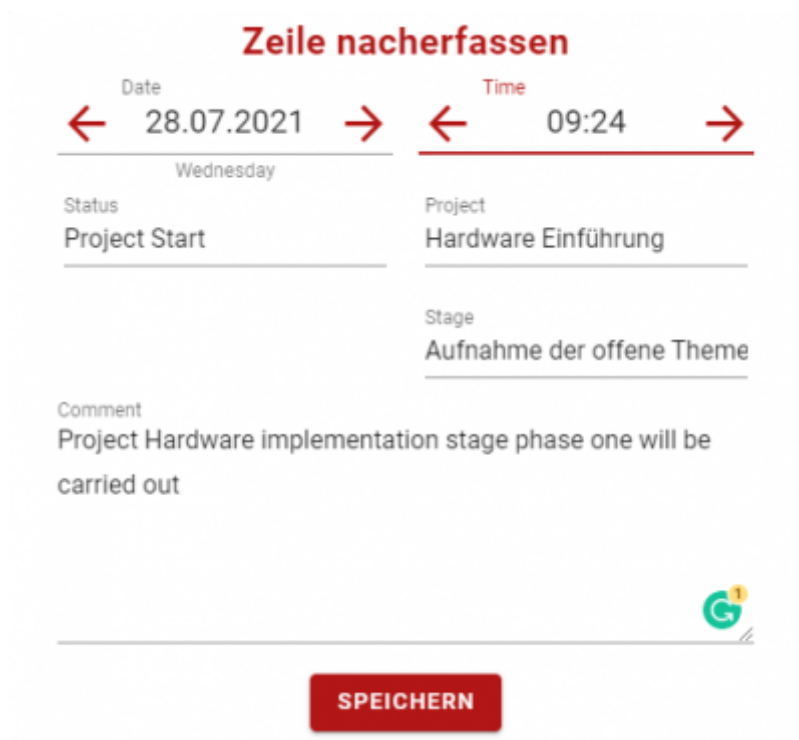 Zeile nacherfassen
Date
28.07.2021
Wednesday
Time
09:24
Status
Project Start
Project
Hardware Einführung
Stage
Aufnahme der offene Theme
Comment
Project Hardware implementation stage phase one will be
carried out
1
SPEICHERN